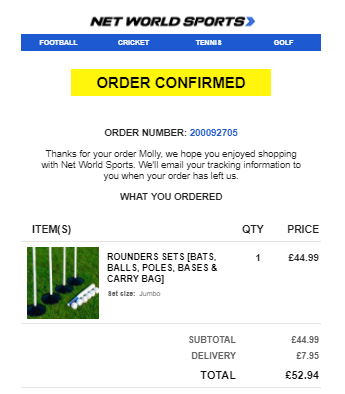 NET WORLD SPORTS
FOOTBALL CRICKET TENNIS GOLF
ORDER CONFIRMED
ORDER NUMBER: 200092705
Thanks for your order Molly, we hope you enjoyed shopping
with Net World Sports. We'll email your tracking information to
you when your order has left us.
WHAT YOU ORDERED
ITEM(S) QTY PRICE
ROUNDERS SETS [BATS, 1 £44.99
BALLS, POLES, BASES &
CARRY BAG]
Set size: Jumbo
SUBTOTAL £44.99
DELIVERY £7.95
TOTAL £52.94